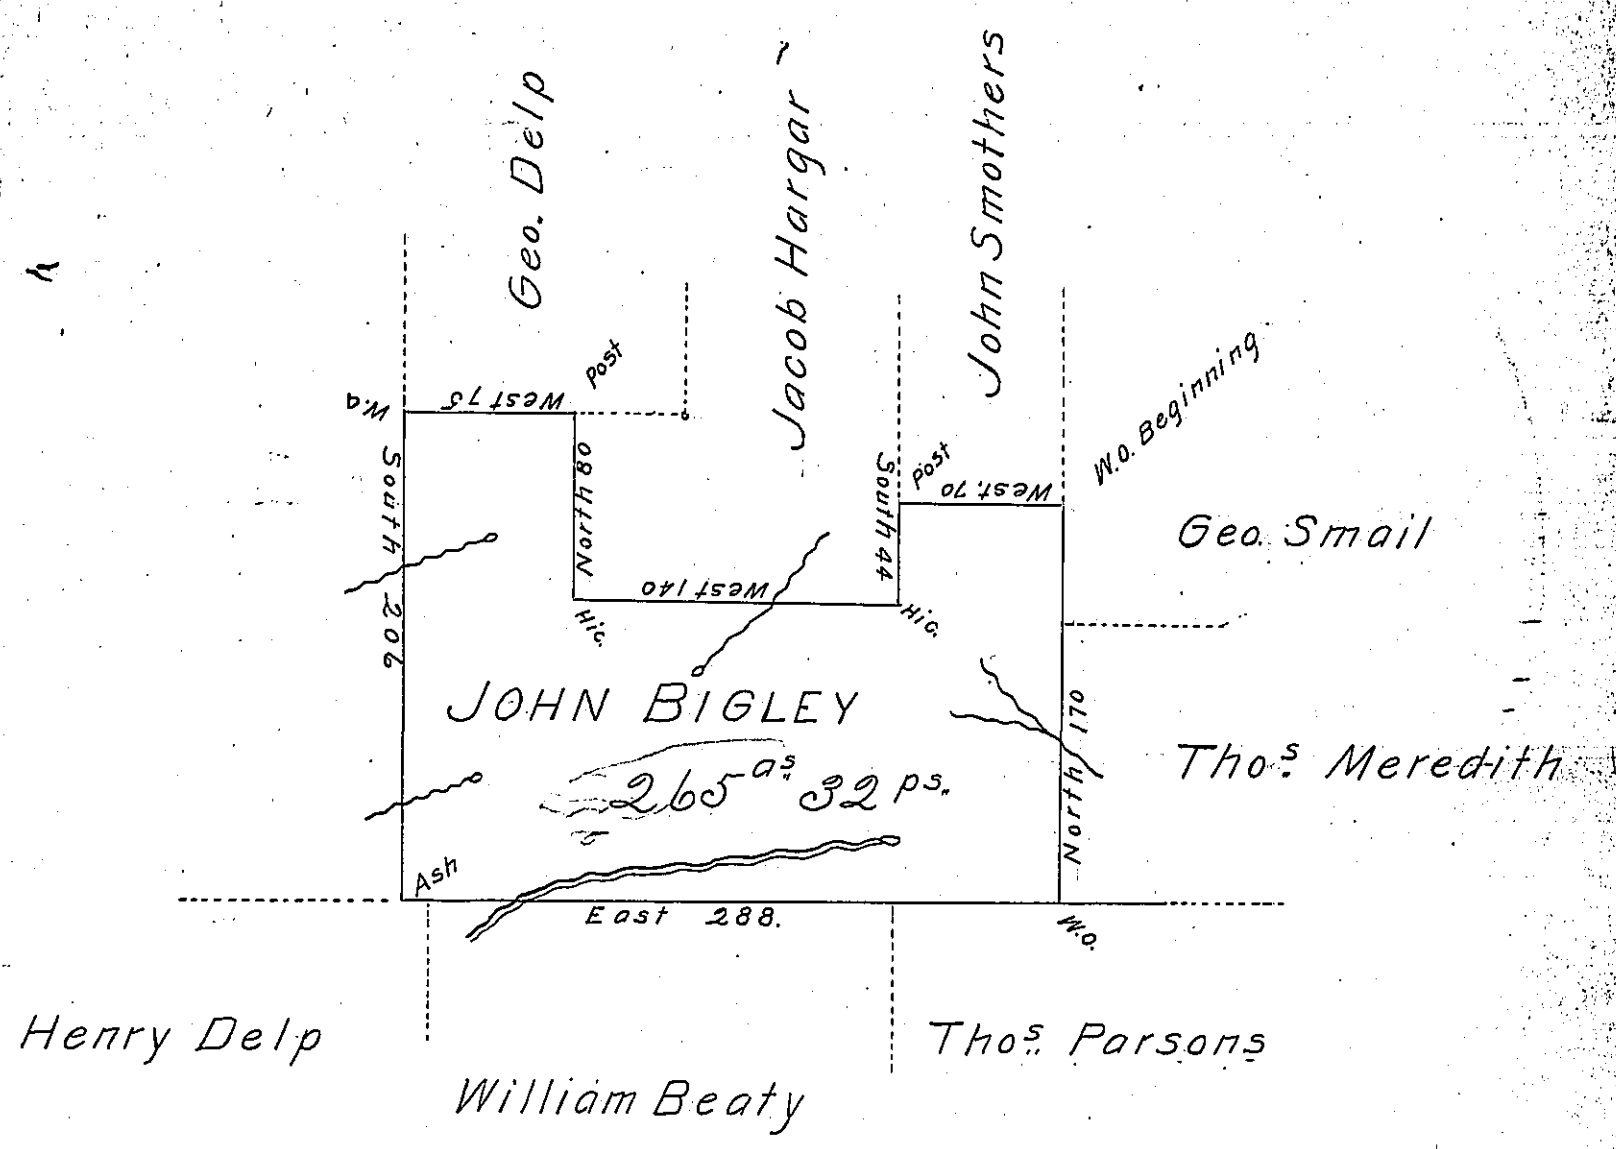 Geo. Delp
Jacob Hargar
John Smothers
Post
W.a
West 75
W.o. Beginning
South 206
North 80
South 44
Post
West. 70
Geo. Smail
West 140
Hic.
Hic.
JOHN BIGLEY
North 170
265 as 32 ps.
Thos. Meredith
Ash
East 288.
W.o.
Henry Delp
Thos. Parsons
William Beaty